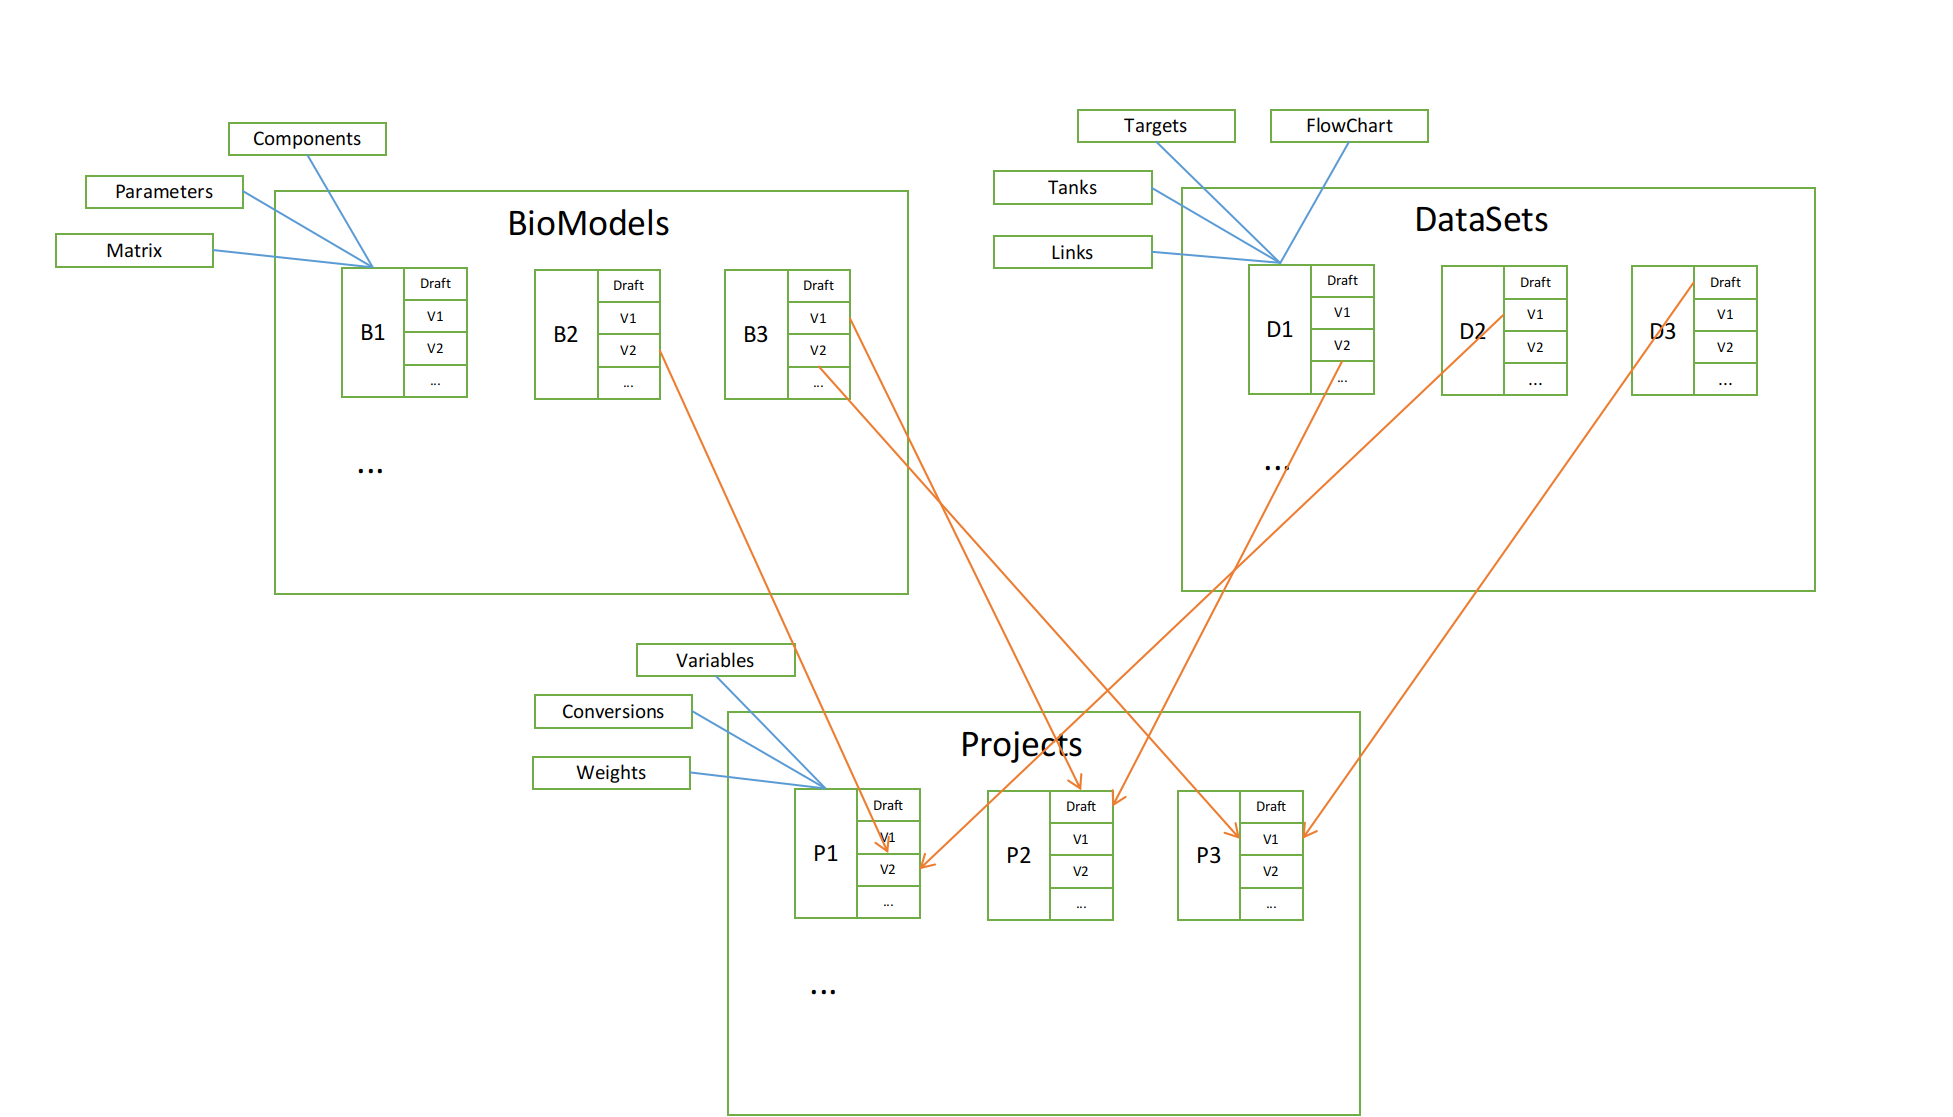 Components
Parameters
Matrix
BioModels
B1
Draft
V1
V2
...
B2
Draft
V1
V2
...
B3
Draft
V1
V2
...
...
Targets
FlowChart
Tanks
Links
DataSets
D1
Draft
V1
V2
...
D2
Draft
V1
V2
...
D3
Draft
V1
V2
...
...
Variables
Conversions
Weights
Projects
P1
Draft
V1
V2
...
P2
Draft
V1
V2
...
P3
Draft
V1
V2
...
...